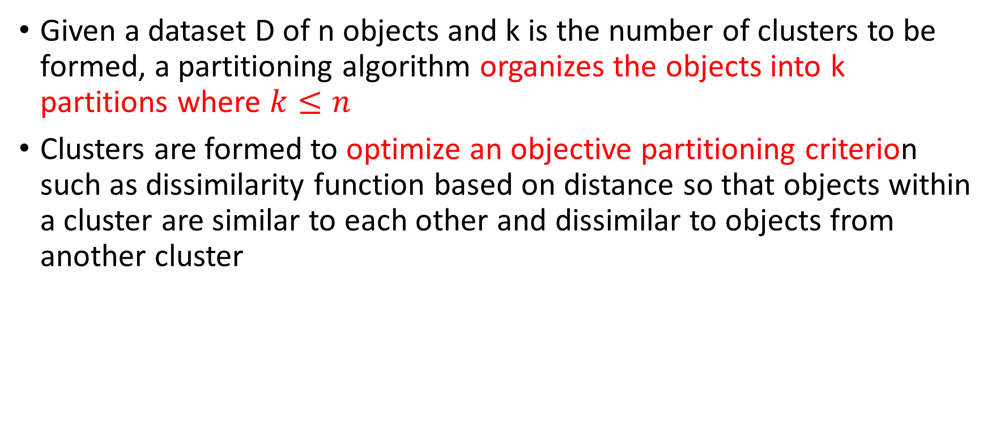 • Given a dataset D of n objects and k is the number of clusters to be
formed, a partitioning algorithm organizes the objects into k
partitions where k ≤ n
• Clusters are formed to optimize an objective partitioning criterion
such as dissimilarity function based on distance so that objects within
a cluster are similar to each other and dissimilar to objects from
another cluster